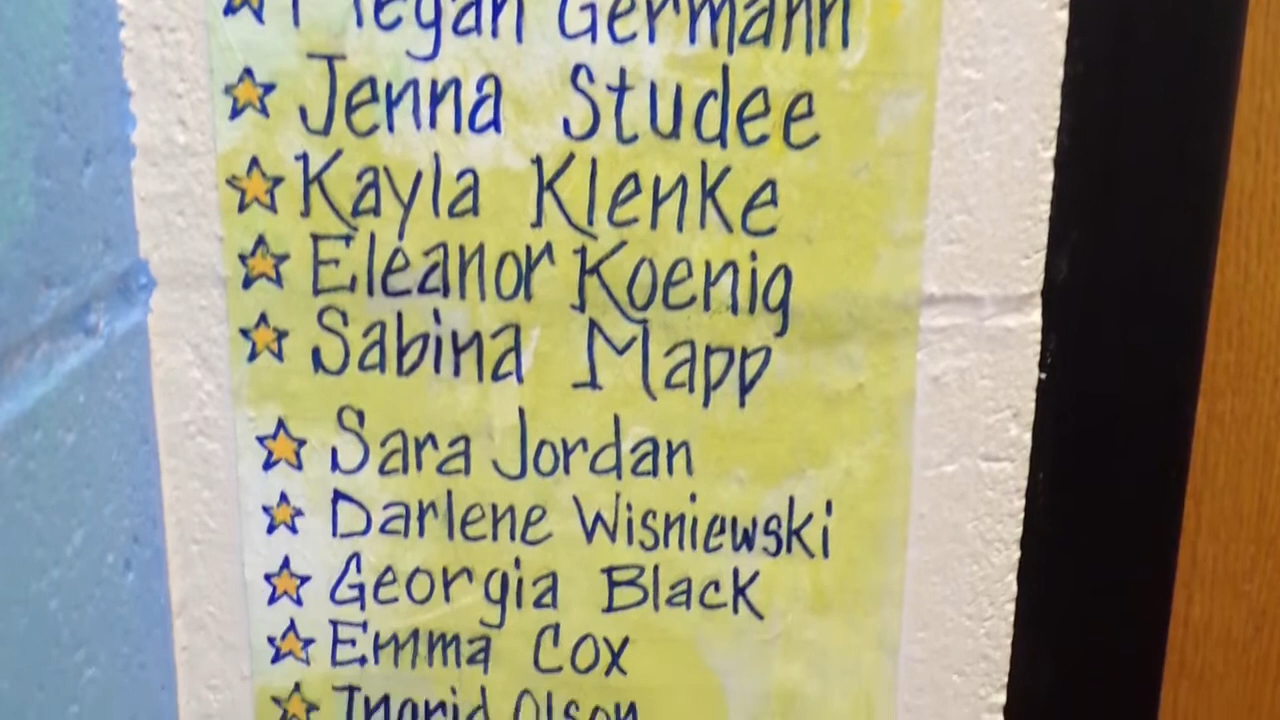 Megan Germann
Jenna Studee
Kayla Klenke
Eleanor Koenig
Sabina Mapp
Sara Jordan
Darlene Wisniewski
Georgia Black
Emma Cox
Ingrid Olson